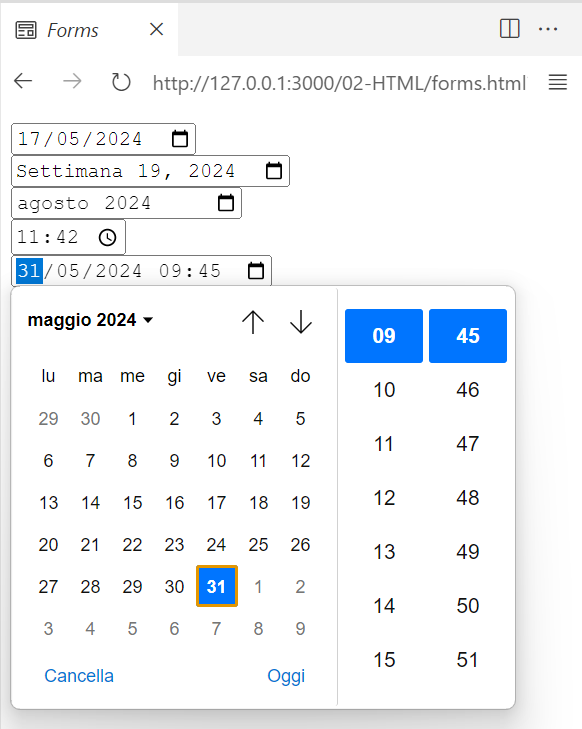 Forms
http://127.0.0.1:3000/02-HTML/forms.html
17/05/2024
Settimana 19, 2024
agosto 2024
11:42
31/05/2024 09:45
maggio 2024
lu ma me gi ve sa do
29 30 1 2 3 4 5
6 7 8 9 10 11 12
13 14 15 16 17 18 19
20 21 22 23 24 25 26
27 28 29 30 31 1 2
3 4 5 6 7 8 9
Cancella Oggi
09 45
10 46
11 47
12 48
13 49
14 50
15 51